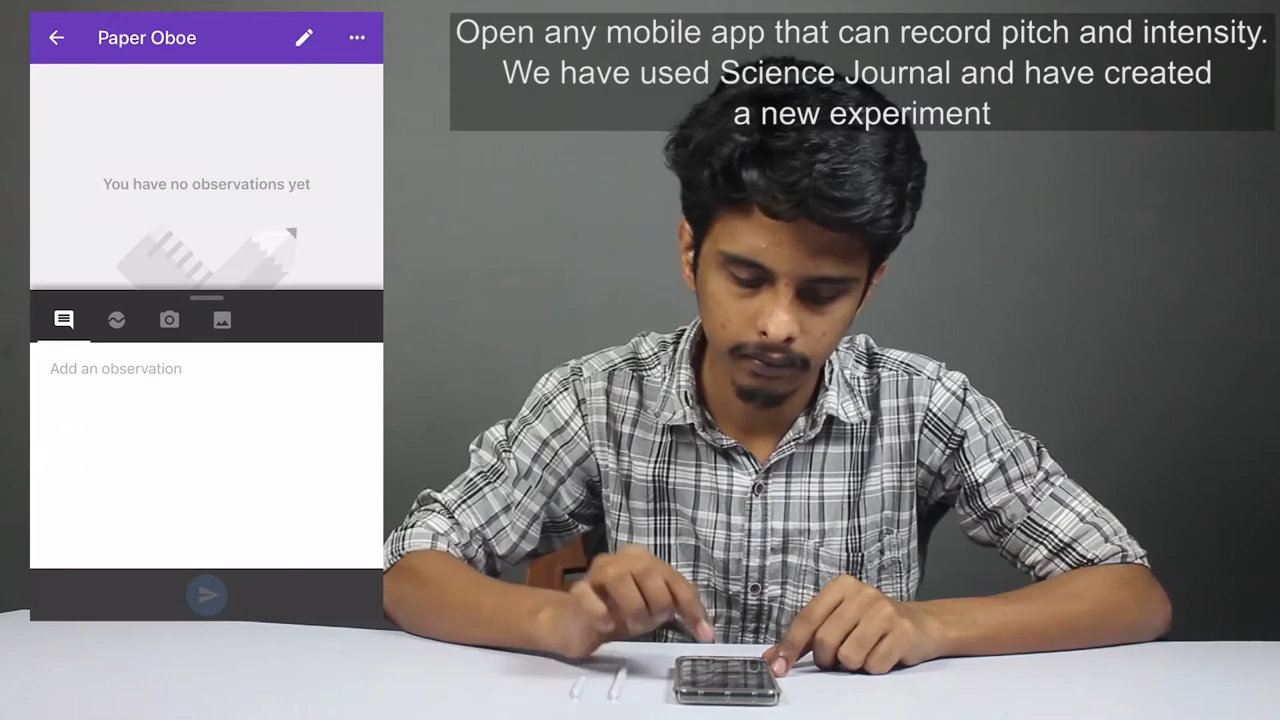 Paper Oboe
Open any mobile app that can record pitch and intensity.
We have used Science Journal and have created
a new experiment
You have no observations yet
Add an observation